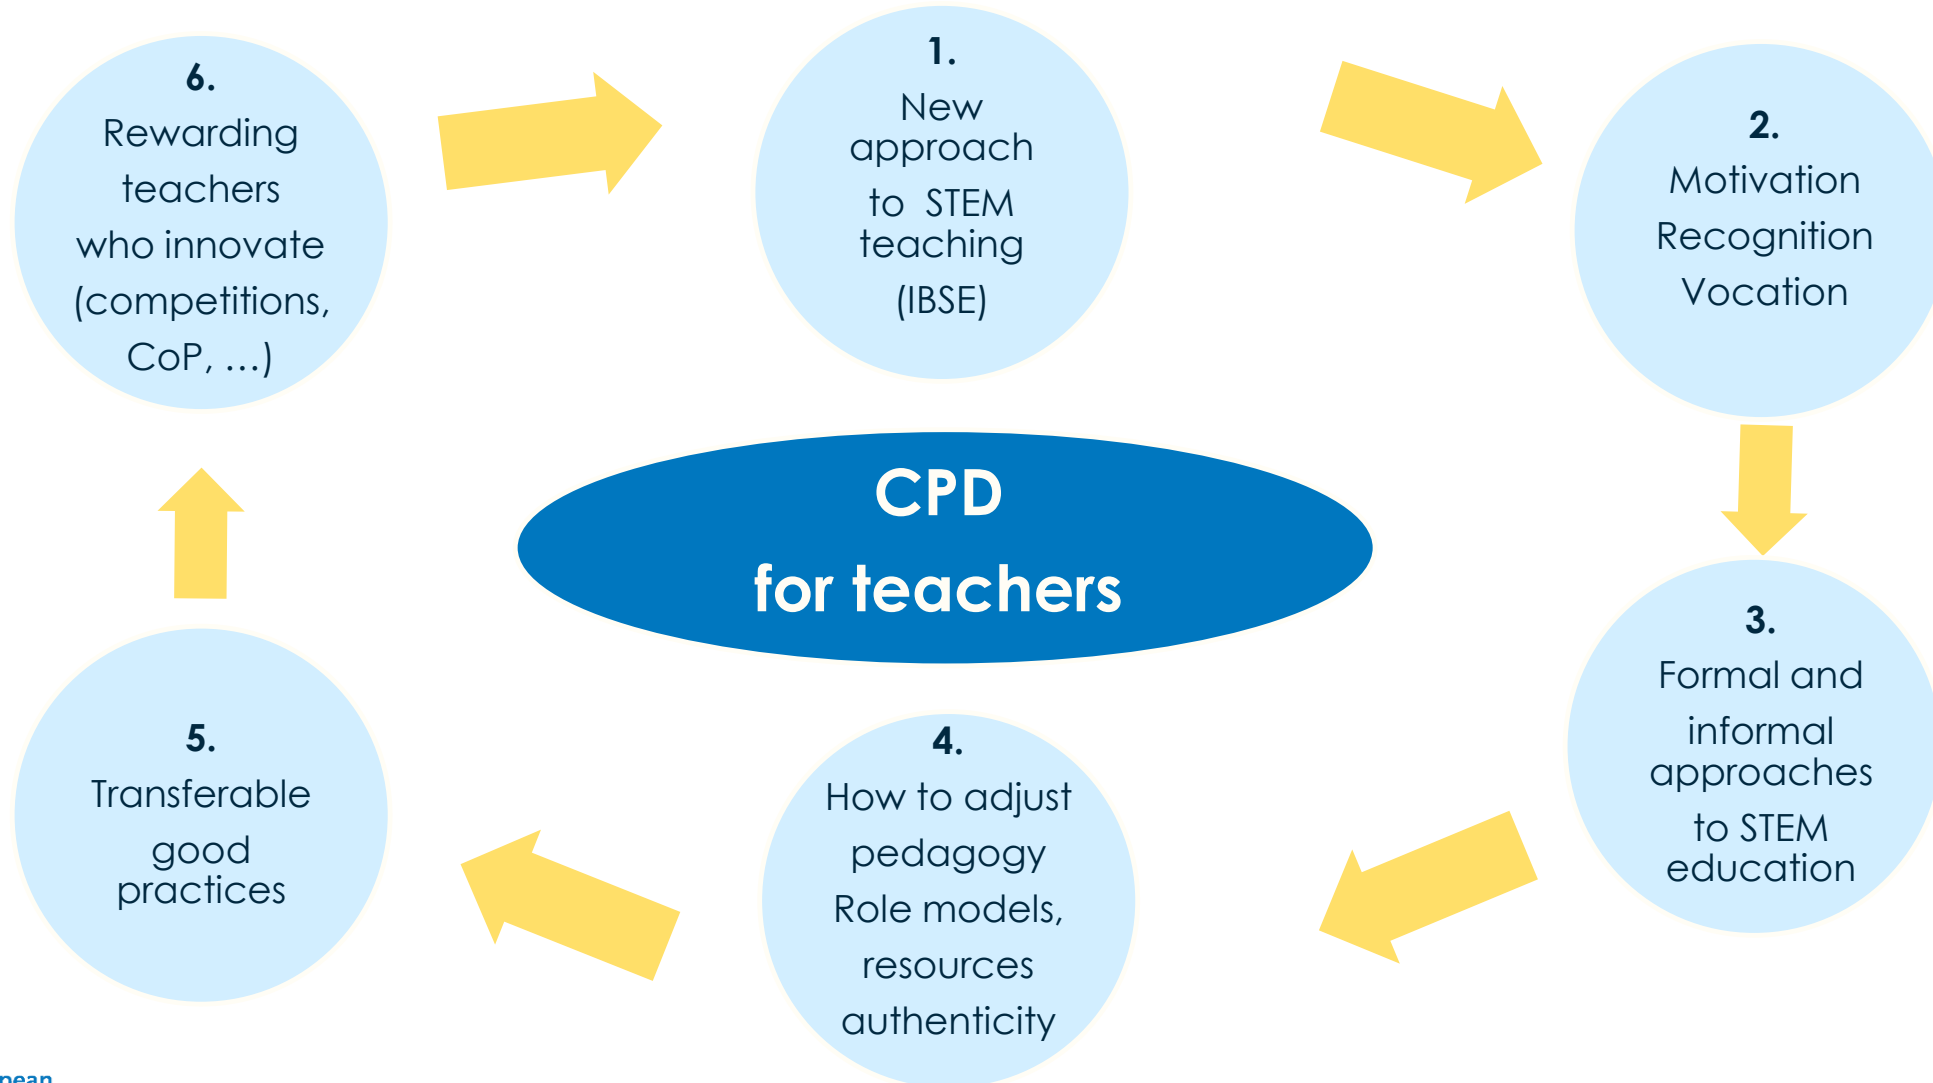 1.
New
approach
to STEM
teaching
(IBSE)
2.
Motivation
Recognition
Vocation
3.
Formal and
informal
approaches
to STEM
education
4.
How to adjust
pedagogy
Role models,
resources
authenticity
5.
Transferable
good
practices
6.
Rewarding
teachers
who innovate
(competitions,
CoP, …)
CPD
for teachers